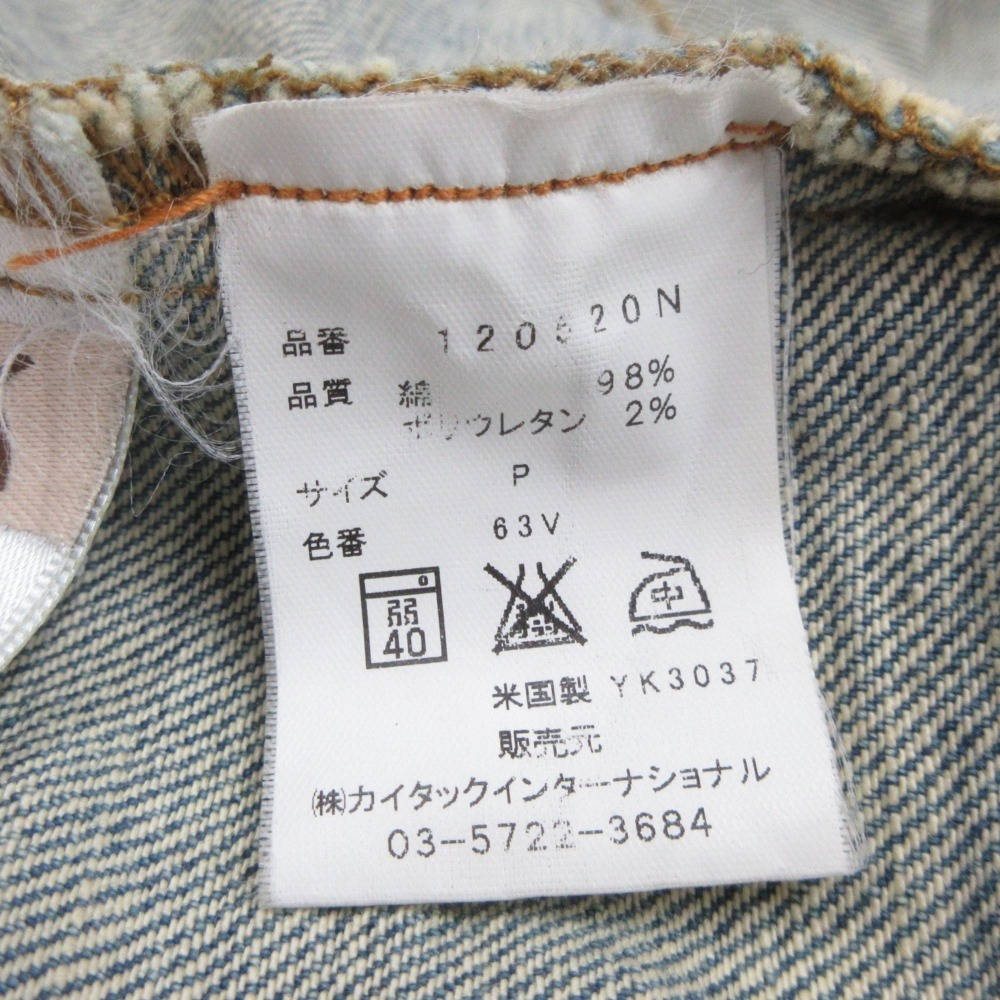 品番 120620N
品質 綿 98%
ポリウレタン 2%
サイズ P
色番 63V
弱 40 中
米国製 YK3037
販売元
㈱カイタックインターナショナル
03-5722-3684